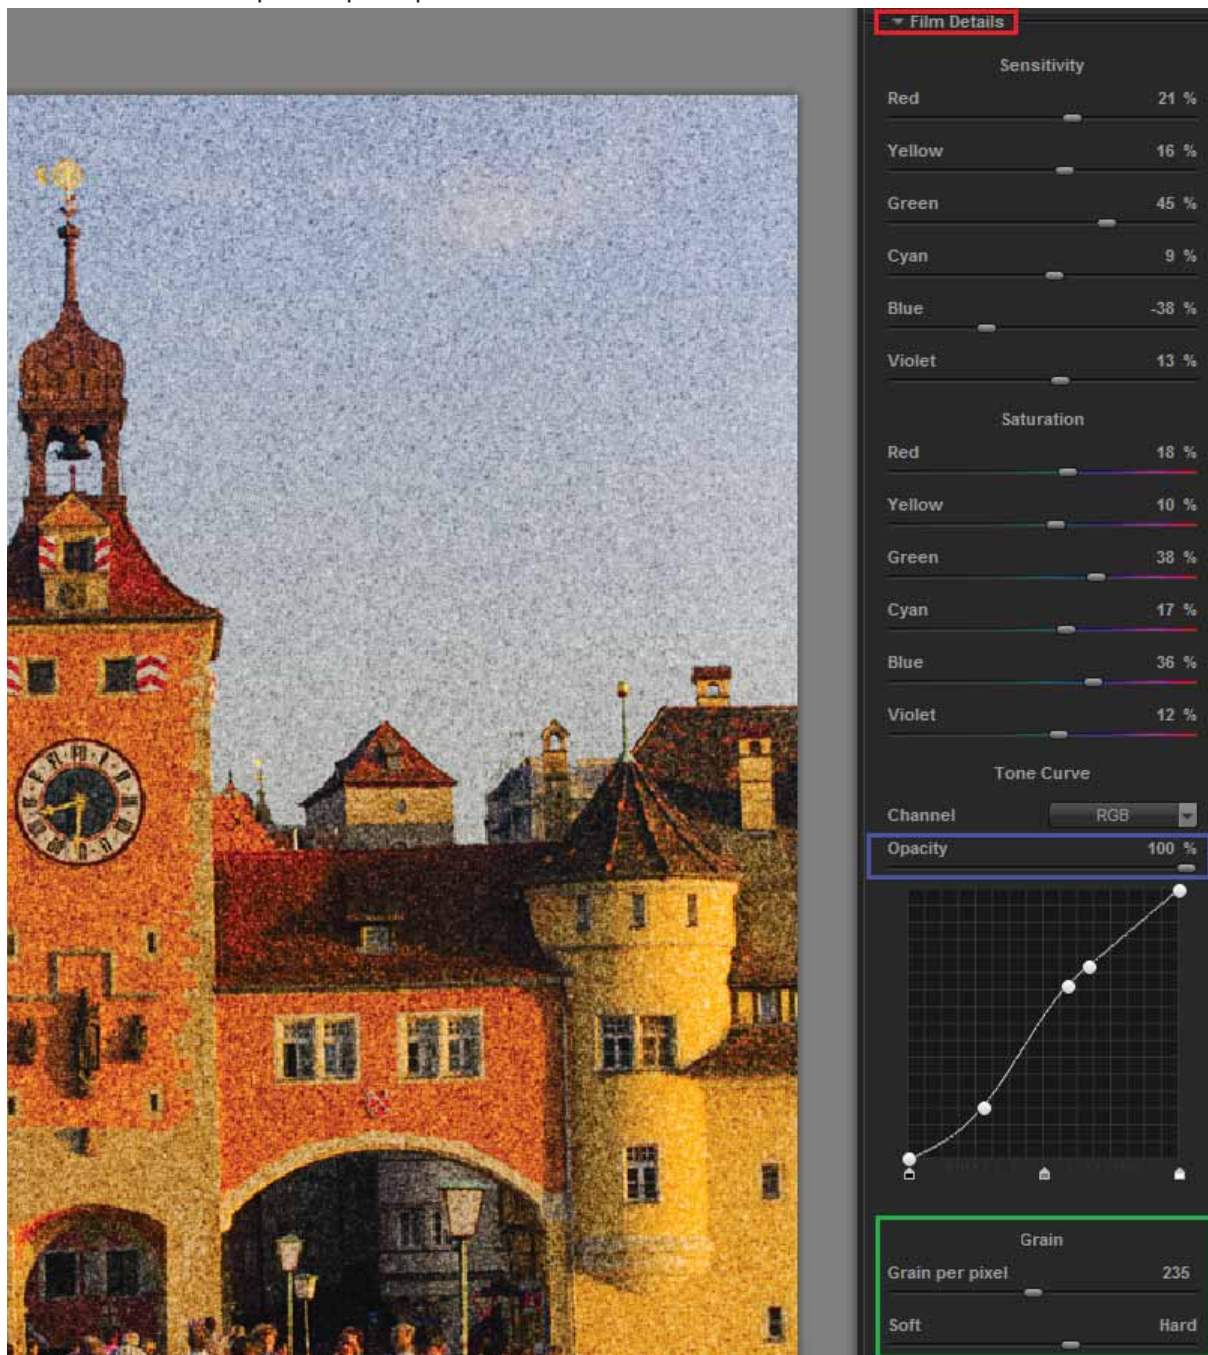 Film Details
Sensitivity
Red 21 %
Yellow 16 %
Green 45 %
Cyan 9 %
Blue -38 %
Violet 13 %
Saturation
Red 18 %
Yellow 10 %
Green 38 %
Cyan 17 %
Blue 36 %
Violet 12 %
Tone Curve
Channel RGB
Opacity 100 %
Grain
Grain per pixel 235
Soft Hard